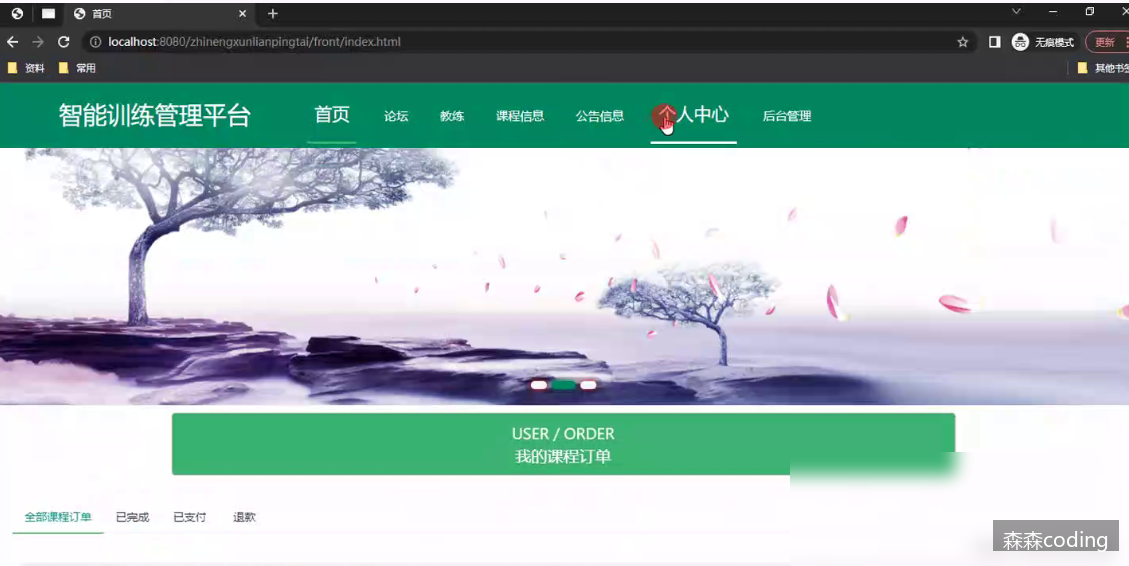 首页
localhost:8080/zhinengxunlianpingtai/front/index.html
无痕模式
更新
资料
常用
其他书签
智能训练管理平台
首页
论坛
教练
课程信息
公告信息
个人中心
后台管理
USER / ORDER
我的课程订单
全部课程订单
已完成
已支付
退款
森森coding